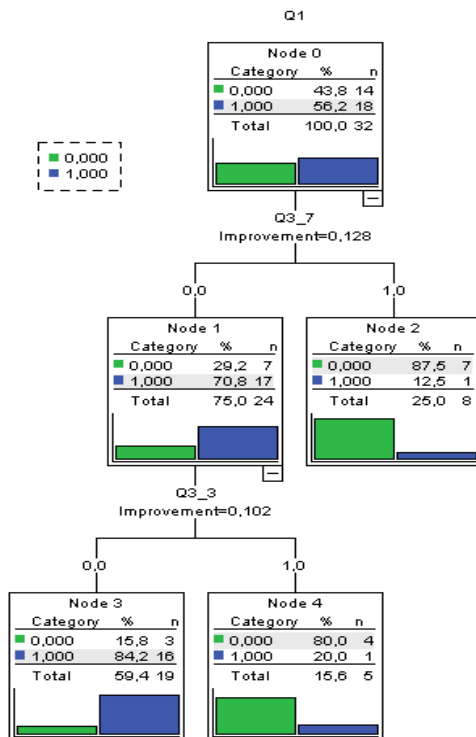 Q1
Node 0
Category % n
0,000 43,8 14
1,000 56,2 18
Total 100,0 32
0,000
1,000
Q3_7
Improvement=0,128
0,0 1,0
Node 1
Category % n
0,000 29,2 7
1,000 70,8 17
Total 75,0 24
Node 2
Category % n
0,000 87,5 7
1,000 12,5 1
Total 25,0 8
Q3_3
Improvement=0,102
0,0 1,0
Node 3
Category % n
0,000 15,8 3
1,000 84,2 16
Total 59,4 19
Node 4
Category % n
0,000 80,0 4
1,000 20,0 1
Total 15,6 5